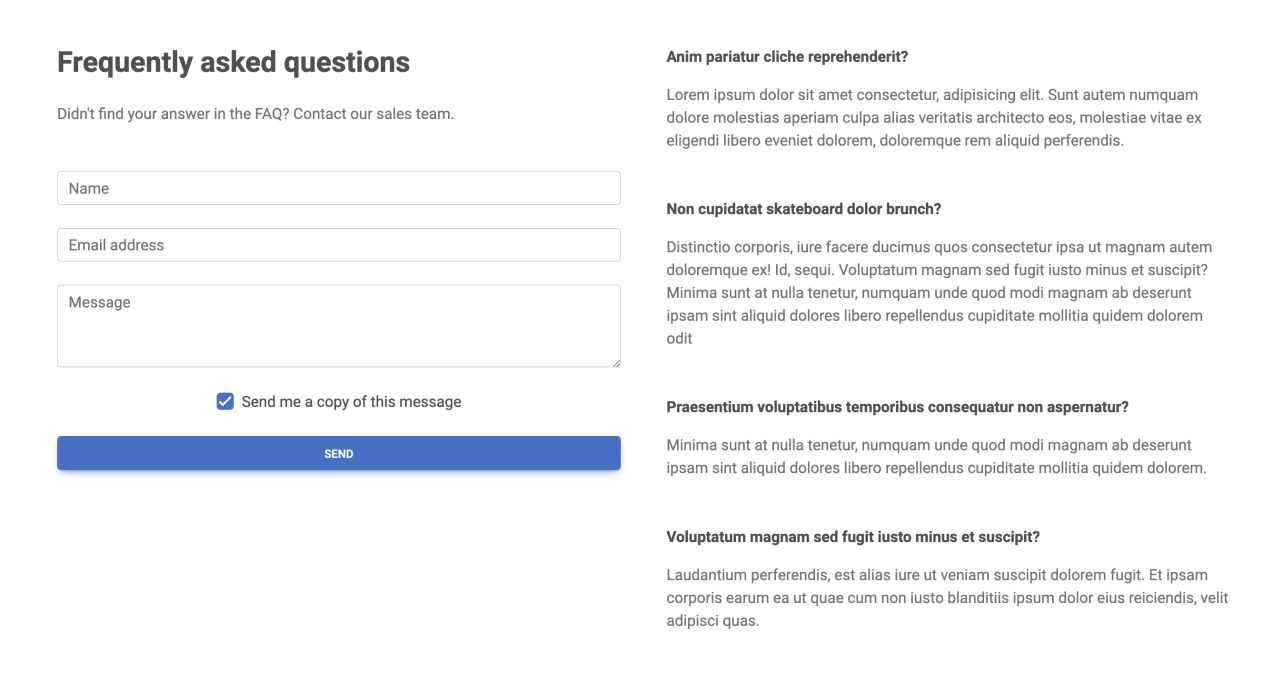 Frequently asked questions
Didn't find your answer in the FAQ? Contact our sales team.
Name
Email address
Message
Send me a copy of this message
SEND
Anim pariatur cliche reprehenderit?
Lorem ipsum dolor sit amet consectetur, adipisicing elit. Sunt autem numquam
dolore molestias aperiam culpa alias veritatis architecto eos, molestiae vitae ex
eligendi libero eveniet dolorem, doloremque rem aliquid perferendis.
Non cupidatat skateboard dolor brunch?
Distinctio corporis, iure facere ducimus quos consectetur ipsa ut magnam autem
doloremque ex! Id, sequi. Voluptatum magnam sed fugit iusto minus et suscipit?
Minima sunt at nulla tenetur, numquam unde quod modi magnam ab deserunt
ipsam sint aliquid dolores libero repellendus cupiditate mollitia quidem dolorem
odit
Praesentium voluptatibus temporibus consequatur non aspernatur?
Minima sunt at nulla tenetur, numquam unde quod modi magnam ab deserunt
ipsam sint aliquid dolores libero repellendus cupiditate mollitia quidem dolorem.
Voluptatum magnam sed fugit iusto minus et suscipit?
Laudantium perferendis, est alias iure ut veniam suscipit dolorem fugit. Et ipsam
corporis earum ea ut quae cum non iusto blanditiis ipsum dolor eius reiciendis, velit
adipisci quas.